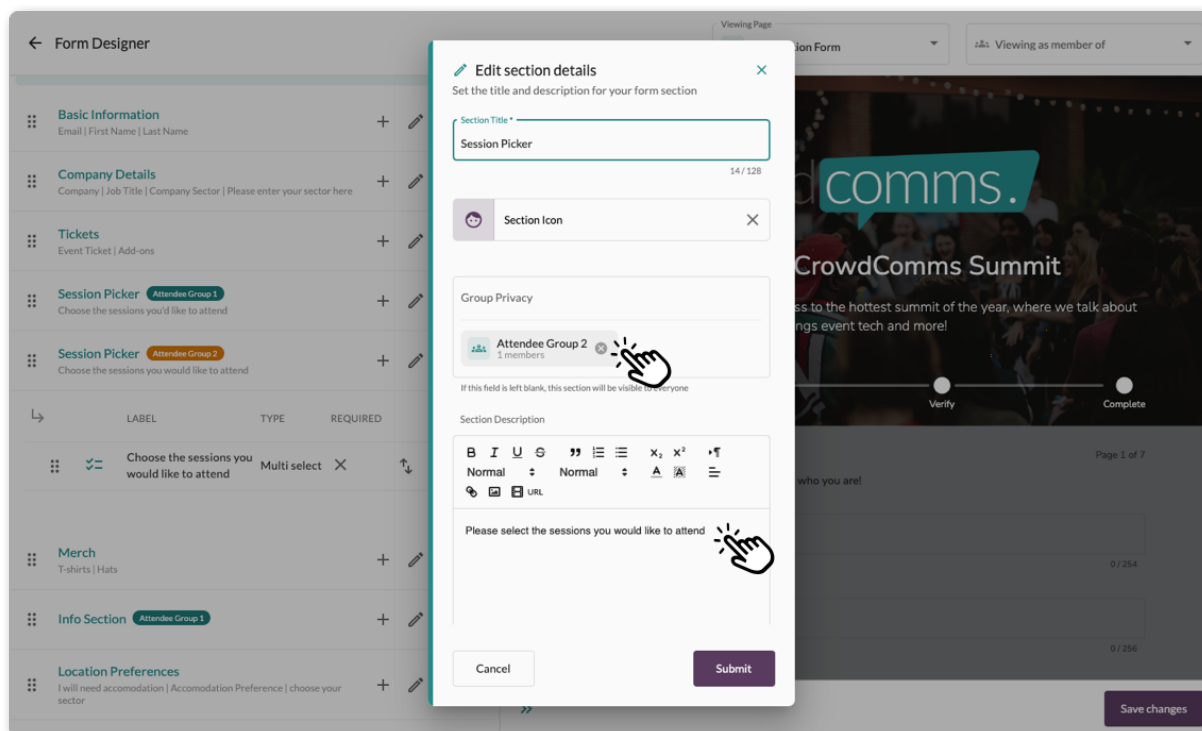 Form Designer
Basic Information
Email | First Name | Last Name
Company Details
Company | Job Title | Company Sector | Please enter your sector here
Tickets
Event Ticket | Add-ons
Session Picker Attendee Group 1
Choose the sessions you'd like to attend
Session Picker Attendee Group 2
Choose the sessions you would like to attend
LABEL TYPE REQUIRED
Choose the sessions you
would like to attend
Multi select
Merch
T-shirts | Hats
Info Section Attendee Group 1
Location Preferences
I will need accomodation | Accomodation Preference | choose your
sector
Edit section details
Set the title and description for your form section
Section Title *
Session Picker
14 / 128
Section Icon
Group Privacy
Attendee Group 2
1 members
If this field is left blank, this section will be visible to everyone
Section Description
B I U S X₂ X²
Normal Normal A A
URL
Please select the sessions you would like to attend
Cancel Submit
Viewing Page
ion Form
Viewing as member of
d comms.
CrowdComms Summit
ss to the hottest summit of the year, where we talk about
ngs event tech and more!
Verify Complete
Page 1 of 7
who you are!
0 / 254
0 / 256
Save changes